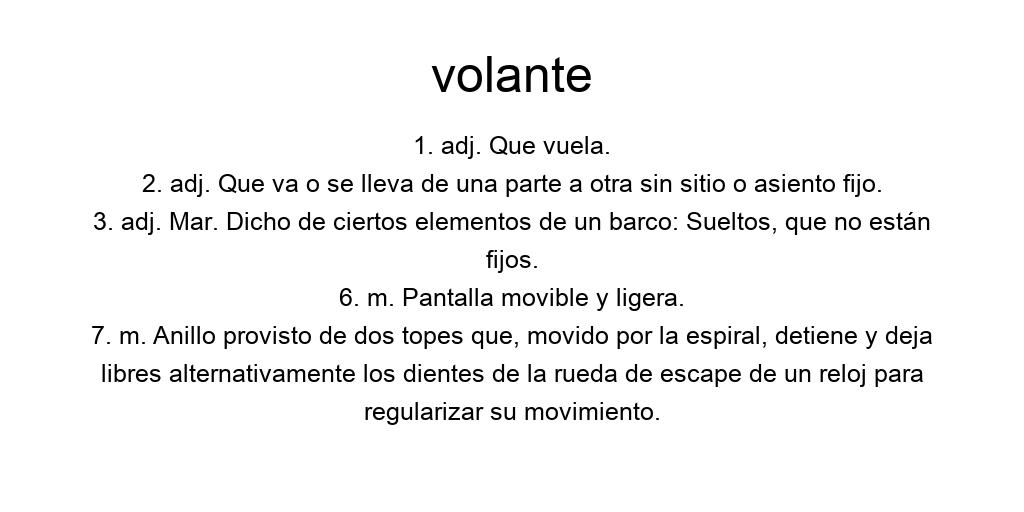 volante
1. adj. Que vuela.
2. adj. Que va o se lleva de una parte a otra sin sitio o asiento fijo.
3. adj. Mar. Dicho de ciertos elementos de un barco: Sueltos, que no están
fijos.
6. m. Pantalla movible y ligera.
7. m. Anillo provisto de dos topes que, movido por la espiral, detiene y deja
libres alternativamente los dientes de la rueda de escape de un reloj para
regularizar su movimiento.